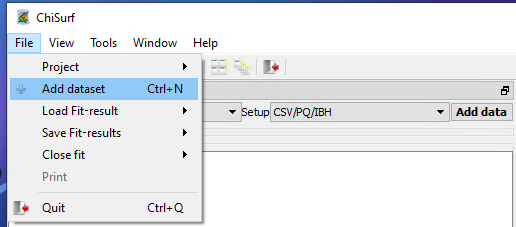 ChiSurf
File View Tools Window Help
Project
Add dataset Ctrl+N
Setup CSV/PQ/IBH Add data
Load Fit-result
Save Fit-results
Close fit
Print
Quit Ctrl+Q